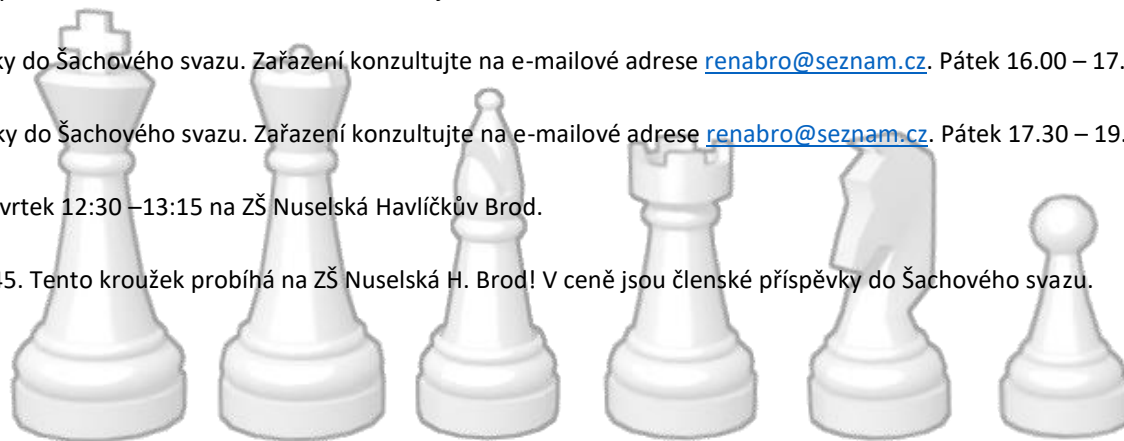 ky do Šachového svazu. Zařazení konzultujte na e-mailové adrese renabro@seznam.cz. Pátek 16.00 – 17.
ky do Šachového svazu. Zařazení konzultujte na e-mailové adrese renabro@seznam.cz. Pátek 17.30 – 19.
vrtek 12:30 –13:15 na ZŠ Nuselská Havlíčkův Brod.
45. Tento kroužek probíhá na ZŠ Nuselská H. Brod! V ceně jsou členské příspěvky do Šachového svazu.